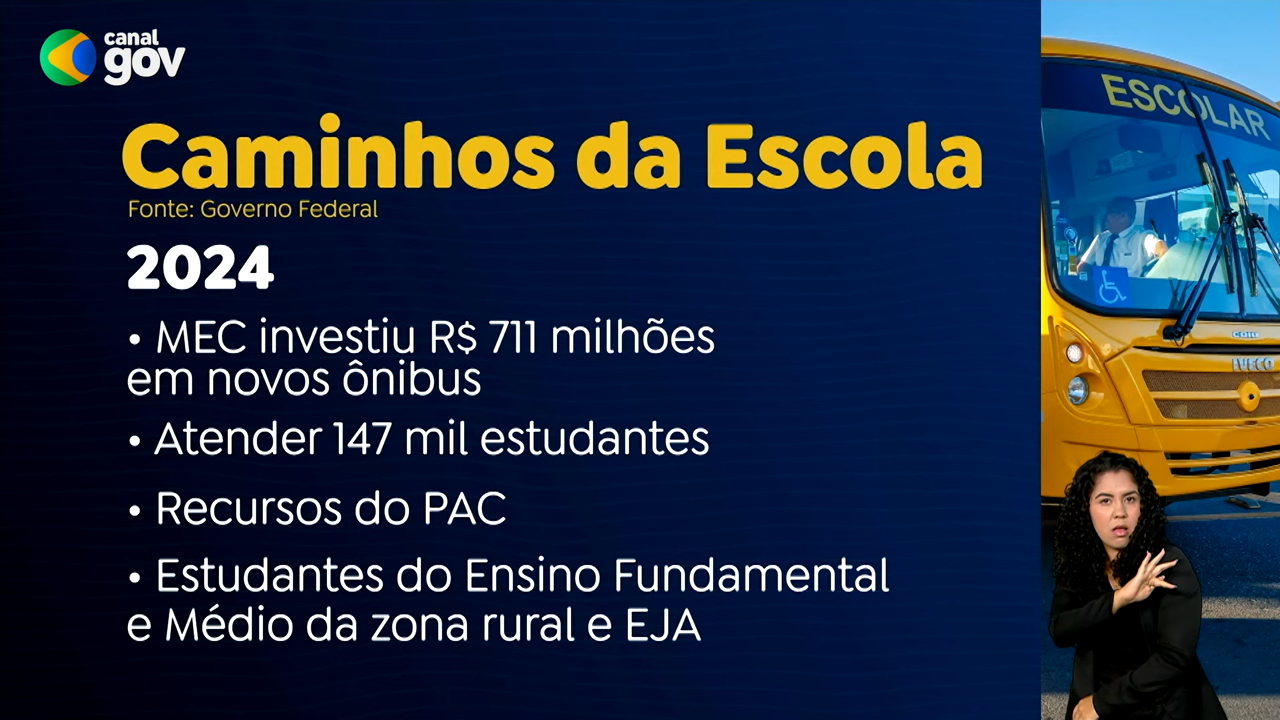 canal
gov
Caminhos da Escola
Fonte: Governo Federal
2024
• MEC investiu R$ 711 milhões
em novos ônibus
• Atender 147 mil estudantes
• Recursos do PAC
• Estudantes do Ensino Fundamental
e Médio da zona rural e EJA
ESCOLAR
IVECO